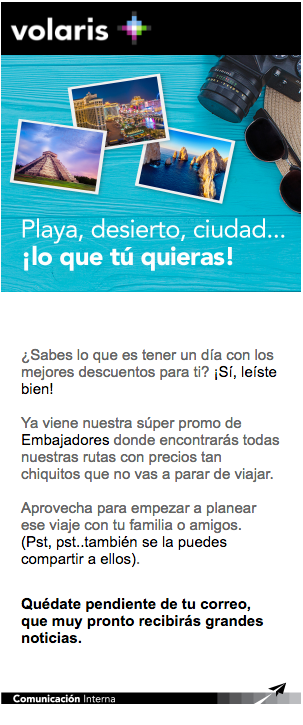 volaris
Playa, desierto, ciudad...
¡lo que tú quieras!
¿Sabes lo que es tener un día con los
mejores descuentos para ti? ¡Sí, leíste
bien!
Ya viene nuestra súper promo de
Embajadores donde encontrarás todas
nuestras rutas con precios tan
chiquitos que no vas a parar de viajar.
Aprovecha para empezar a planear
ese viaje con tu familia o amigos.
(Pst, pst..también se la puedes
compartir a ellos).
Quédate pendiente de tu correo,
que muy pronto recibirás grandes
noticias.
Comunicación Interna